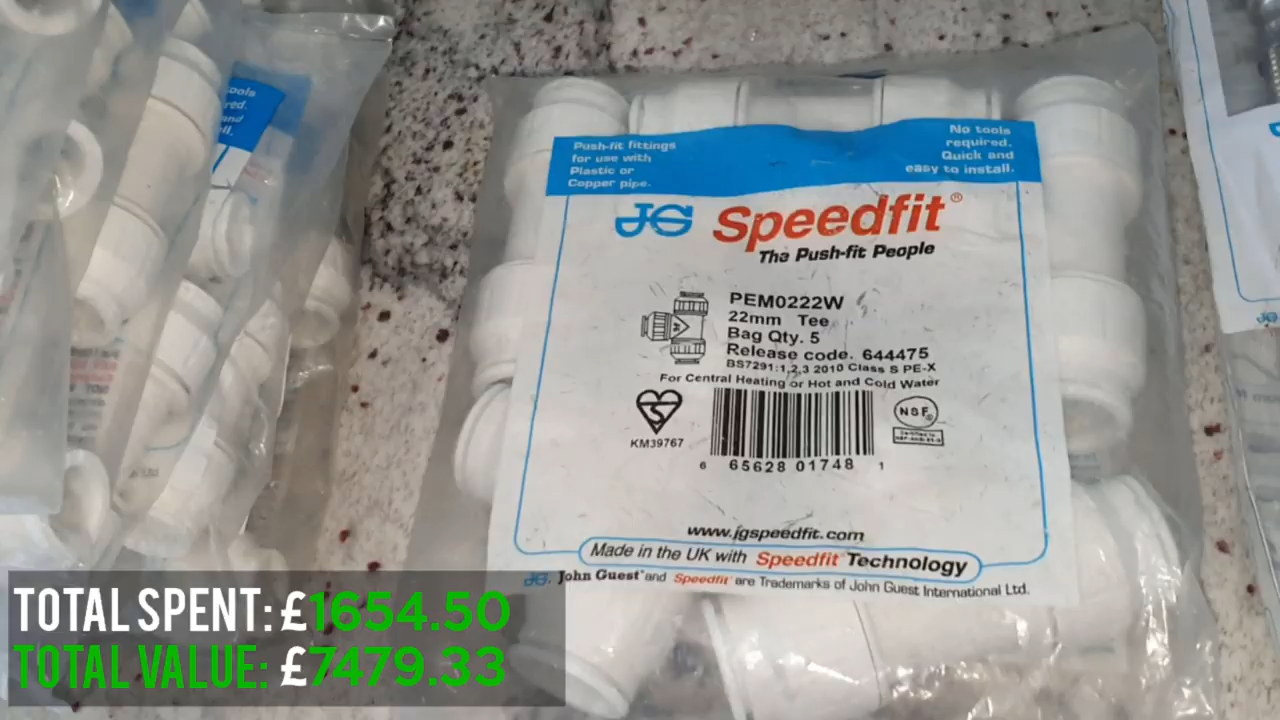 ools
red.
and
ll.
Push-fit fittings
for use with
Plastic or
Copper pipe.
No tools
required.
Quick and
easy to install.
JG Speedfit®
The Push-fit People
PEM0222W
22mm Tee
Bag Qty. 5
Release code. 644475
BS7291:1,2,3 2010 Class S PE-X
For Central Heating or Hot and Cold Water
KM39767
NSF
6 65628 01748 1
www.jgspeedfit.com
Made in the UK with Speedfit Technology
JG, John Guest and Speedfit are Trademarks of John Guest International Ltd.
TOTAL SPENT: £1654.50
TOTAL VALUE: £7479.33